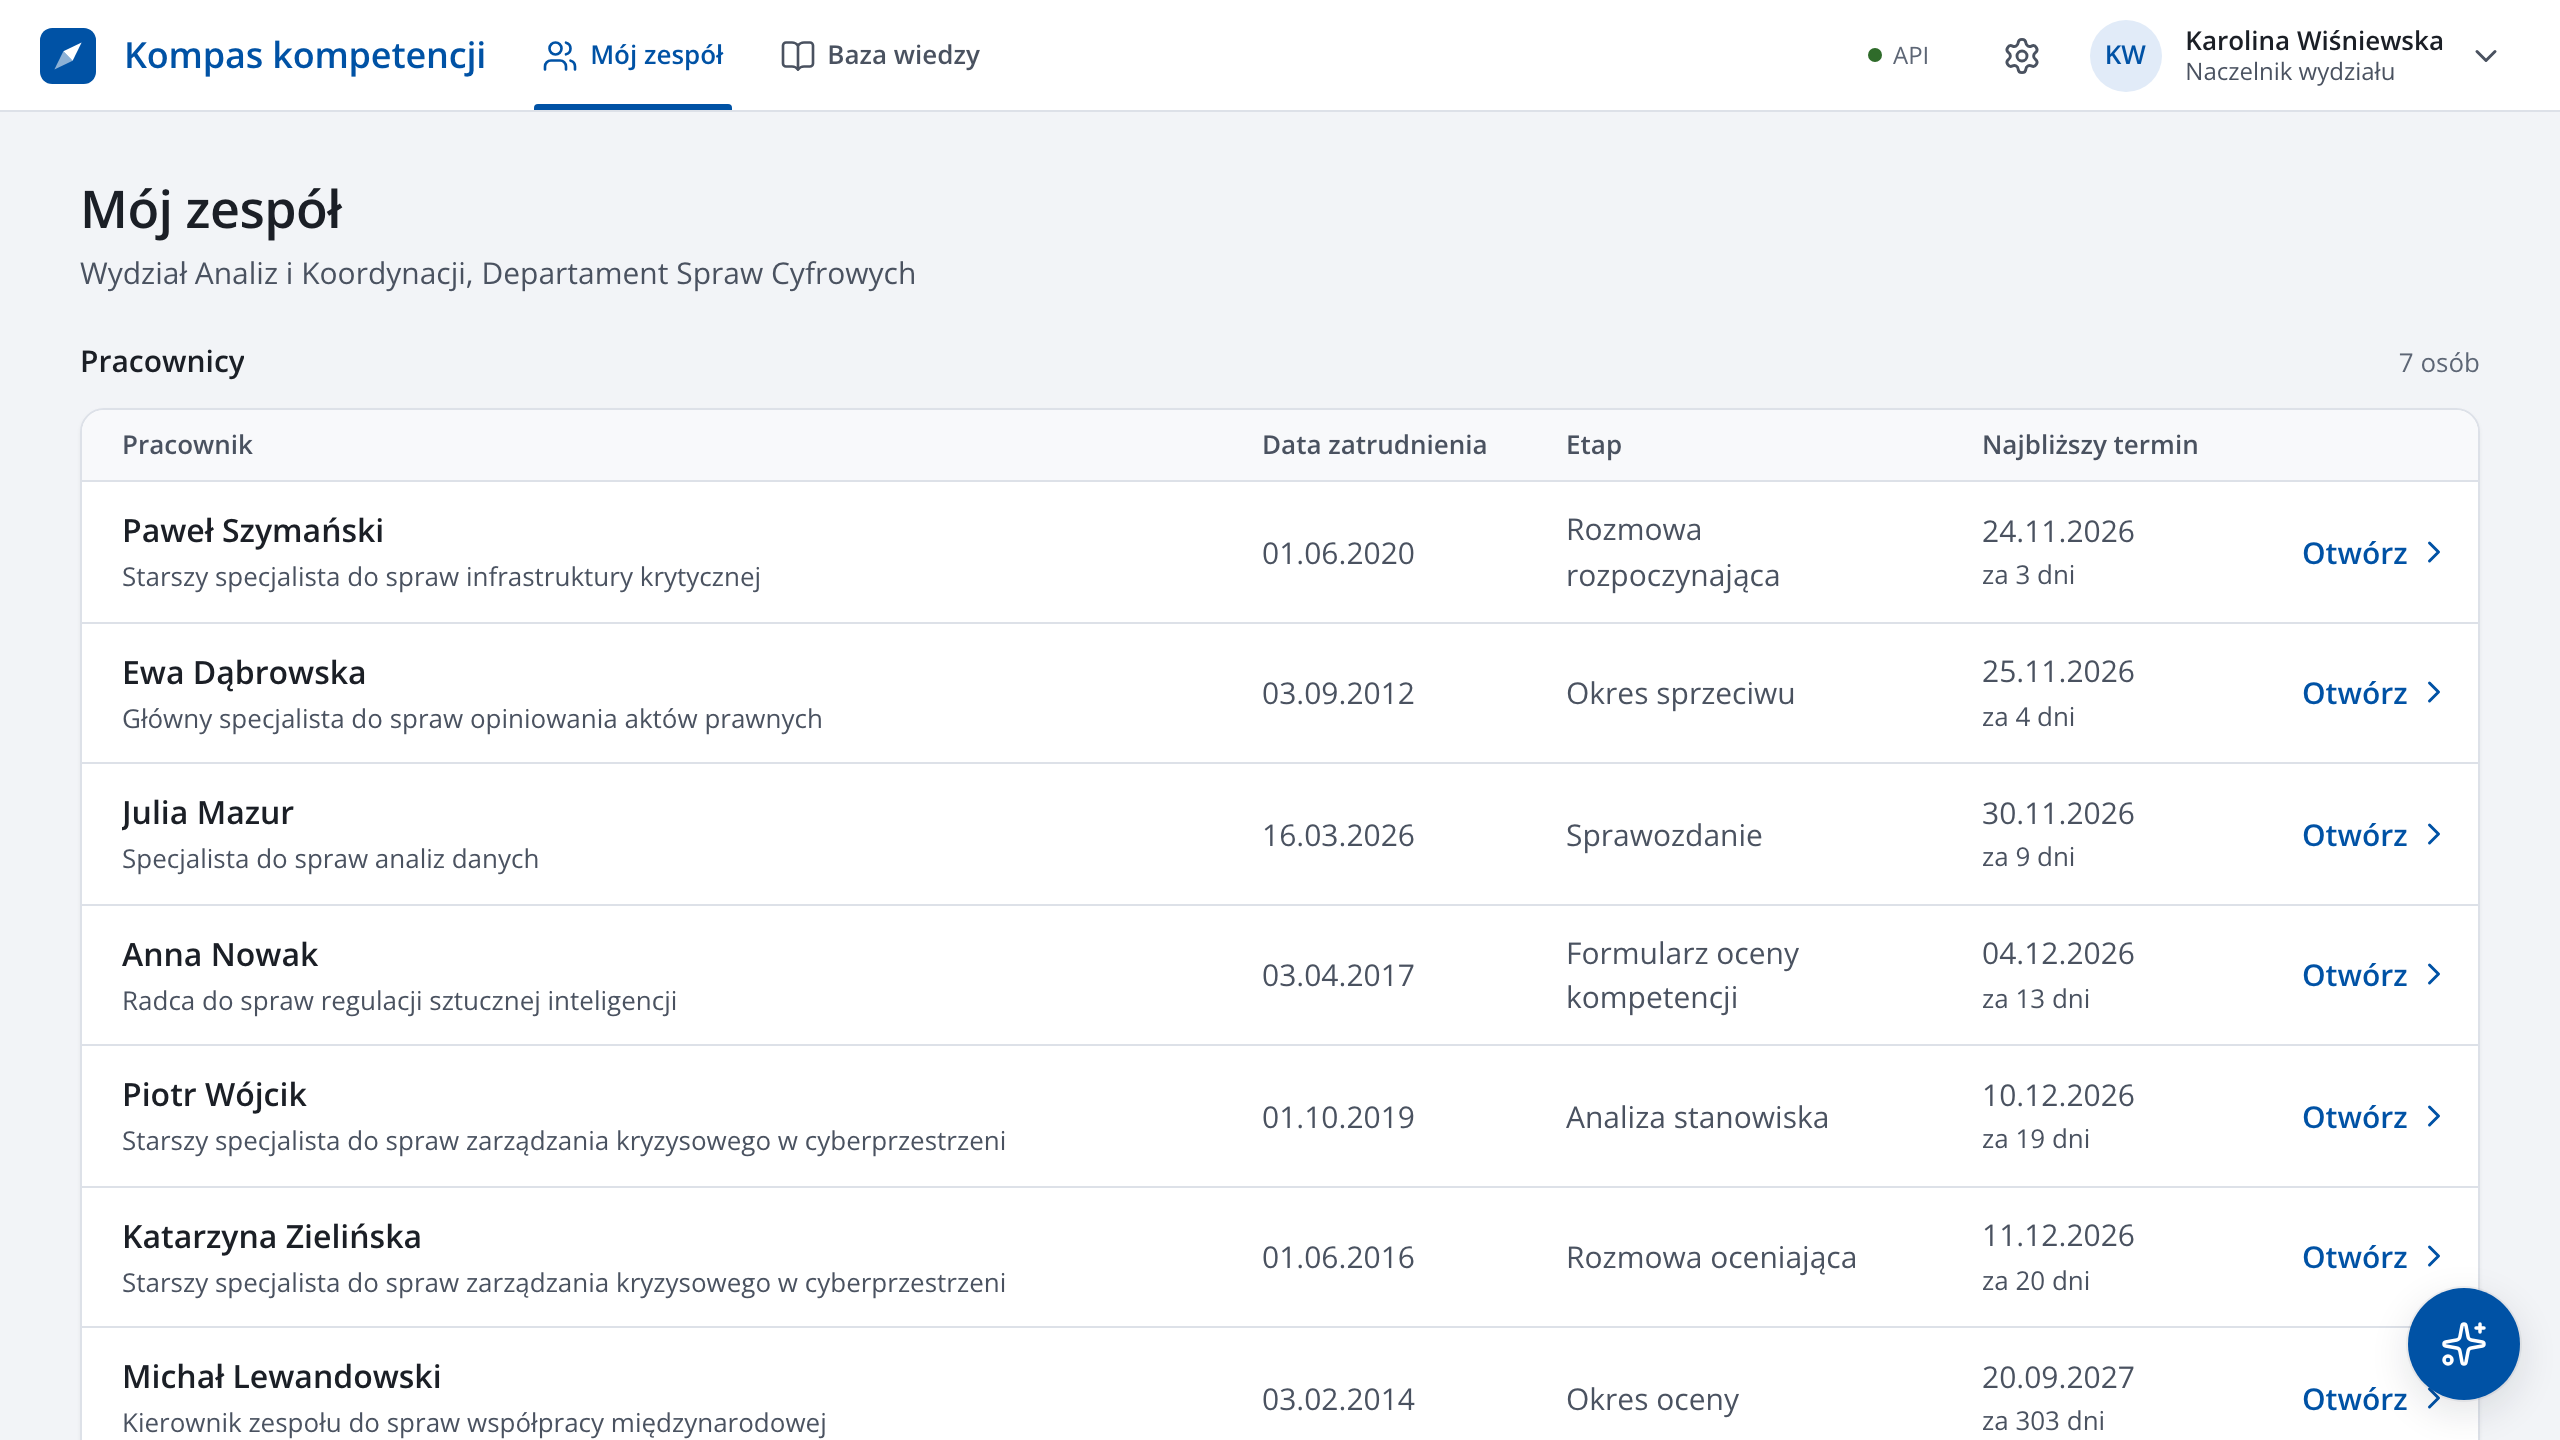 Kompas kompetencji
Mój zespół
Baza wiedzy
API
KW
Karolina Wiśniewska
Naczelnik wydziału
Mój zespół
Wydział Analiz i Koordynacji, Departament Spraw Cyfrowych
Pracownicy
7 osób
Pracownik
Data zatrudnienia
Etap
Najbliższy termin
Paweł Szymański
Starszy specjalista do spraw infrastruktury krytycznej
01.06.2020
Rozmowa
rozpoczynająca
24.11.2026
za 3 dni
Otwórz
Ewa Dąbrowska
Główny specjalista do spraw opiniowania aktów prawnych
03.09.2012
Okres sprzeciwu
25.11.2026
za 4 dni
Otwórz
Julia Mazur
Specjalista do spraw analiz danych
16.03.2026
Sprawozdanie
30.11.2026
za 9 dni
Otwórz
Anna Nowak
Radca do spraw regulacji sztucznej inteligencji
03.04.2017
Formularz oceny
kompetencji
04.12.2026
za 13 dni
Otwórz
Piotr Wójcik
Starszy specjalista do spraw zarządzania kryzysowego w cyberprzestrzeni
01.10.2019
Analiza stanowiska
10.12.2026
za 19 dni
Otwórz
Katarzyna Zielińska
Starszy specjalista do spraw zarządzania kryzysowego w cyberprzestrzeni
01.06.2016
Rozmowa oceniająca
11.12.2026
za 20 dni
Otwórz
Michał Lewandowski
Kierownik zespołu do spraw współpracy międzynarodowej
03.02.2014
Okres oceny
20.09.2027
za 303 dni
Otwórz